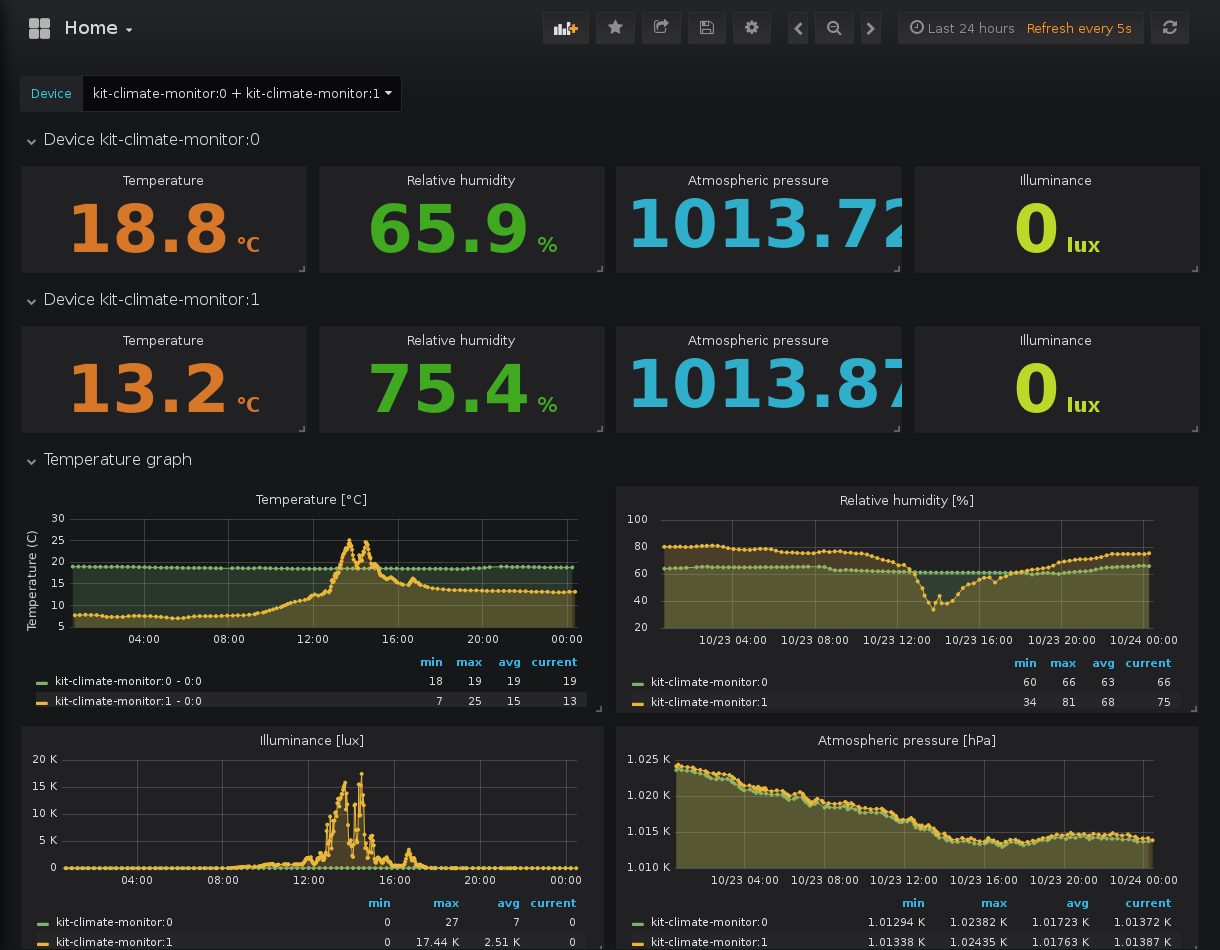 Home
Last 24 hours Refresh every 5s
Device kit-climate-monitor:0 + kit-climate-monitor:1
Device kit-climate-monitor:0
Temperature Relative humidity Atmospheric pressure Illuminance
18.8 °C 65.9 % 1013.72 0 lux
Device kit-climate-monitor:1
Temperature Relative humidity Atmospheric pressure Illuminance
13.2 °C 75.4 % 1013.87 0 lux
Temperature graph
Temperature [°C]
Temperature (C)
30
25
20
15
10
5
04:00 08:00 12:00 16:00 20:00 00:00
min max avg current
kit-climate-monitor:0 - 0:0 18 19 19 19
kit-climate-monitor:1 - 0:0 7 25 15 13
Relative humidity [%]
100
80
60
40
20
10/23 04:00 10/23 08:00 10/23 12:00 10/23 16:00 10/23 20:00 10/24 00:00
min max avg current
kit-climate-monitor:0 60 66 63 66
kit-climate-monitor:1 34 81 68 75
Illuminance [lux]
20 K
15 K
10 K
5 K
0
04:00 08:00 12:00 16:00 20:00 00:00
min max avg current
kit-climate-monitor:0 0 27 7 0
kit-climate-monitor:1 0 17.44 K 2.51 K 0
Atmospheric pressure [hPa]
1.025 K
1.020 K
1.015 K
1.010 K
10/23 04:00 10/23 08:00 10/23 12:00 10/23 16:00 10/23 20:00 10/24 00:00
min max avg current
kit-climate-monitor:0 1.01294 K 1.02382 K 1.01723 K 1.01372 K
kit-climate-monitor:1 1.01338 K 1.02435 K 1.01763 K 1.01387 K